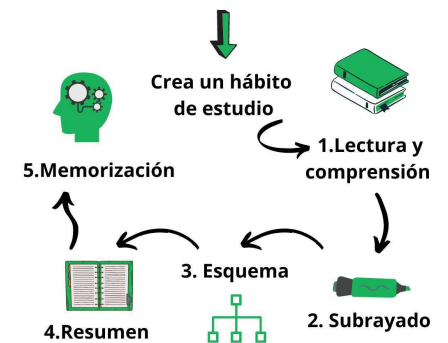 Crea un hábito
de estudio
1.Lectura y
comprensión
2. Subrayado
3. Esquema
4.Resumen
5.Memorización